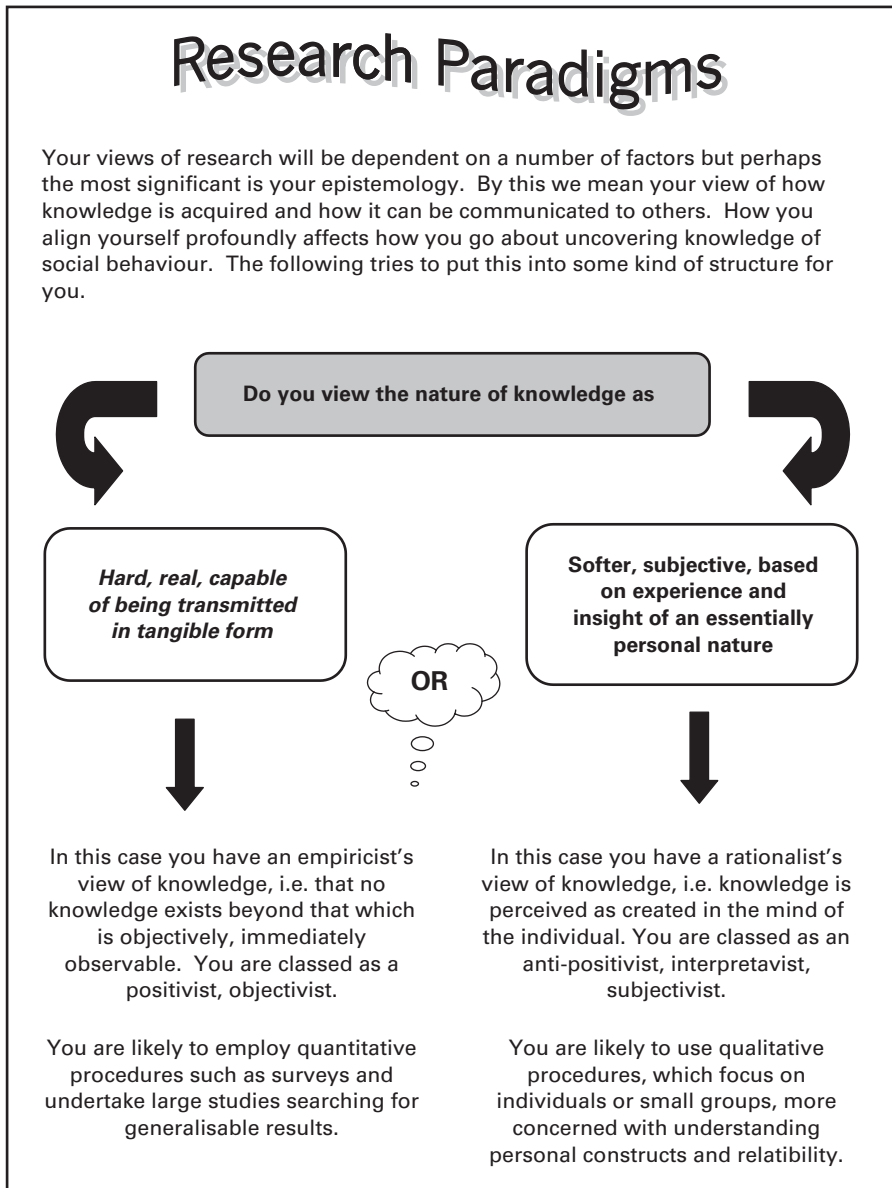 Research Paradigms
Your views of research will be dependent on a number of factors but perhaps
the most significant is your epistemology. By this we mean your view of how
knowledge is acquired and how it can be communicated to others. How you
align yourself profoundly affects how you go about uncovering knowledge of
social behaviour. The following tries to put this into some kind of structure for
you.
Do you view the nature of knowledge as
Hard, real, capable
of being transmitted
in tangible form
OR
Softer, subjective, based
on experience and
insight of an essentially
personal nature
In this case you have an empiricist's
view of knowledge, i.e. that no
knowledge exists beyond that which
is objectively, immediately
observable. You are classed as a
positivist, objectivist.
You are likely to employ quantitative
procedures such as surveys and
undertake large studies searching for
generalisable results.
In this case you have a rationalist's
view of knowledge, i.e. knowledge is
perceived as created in the mind of
the individual. You are classed as an
anti-positivist, interpretavist,
subjectivist.
You are likely to use qualitative
procedures, which focus on
individuals or small groups, more
concerned with understanding
personal constructs and relatibility.